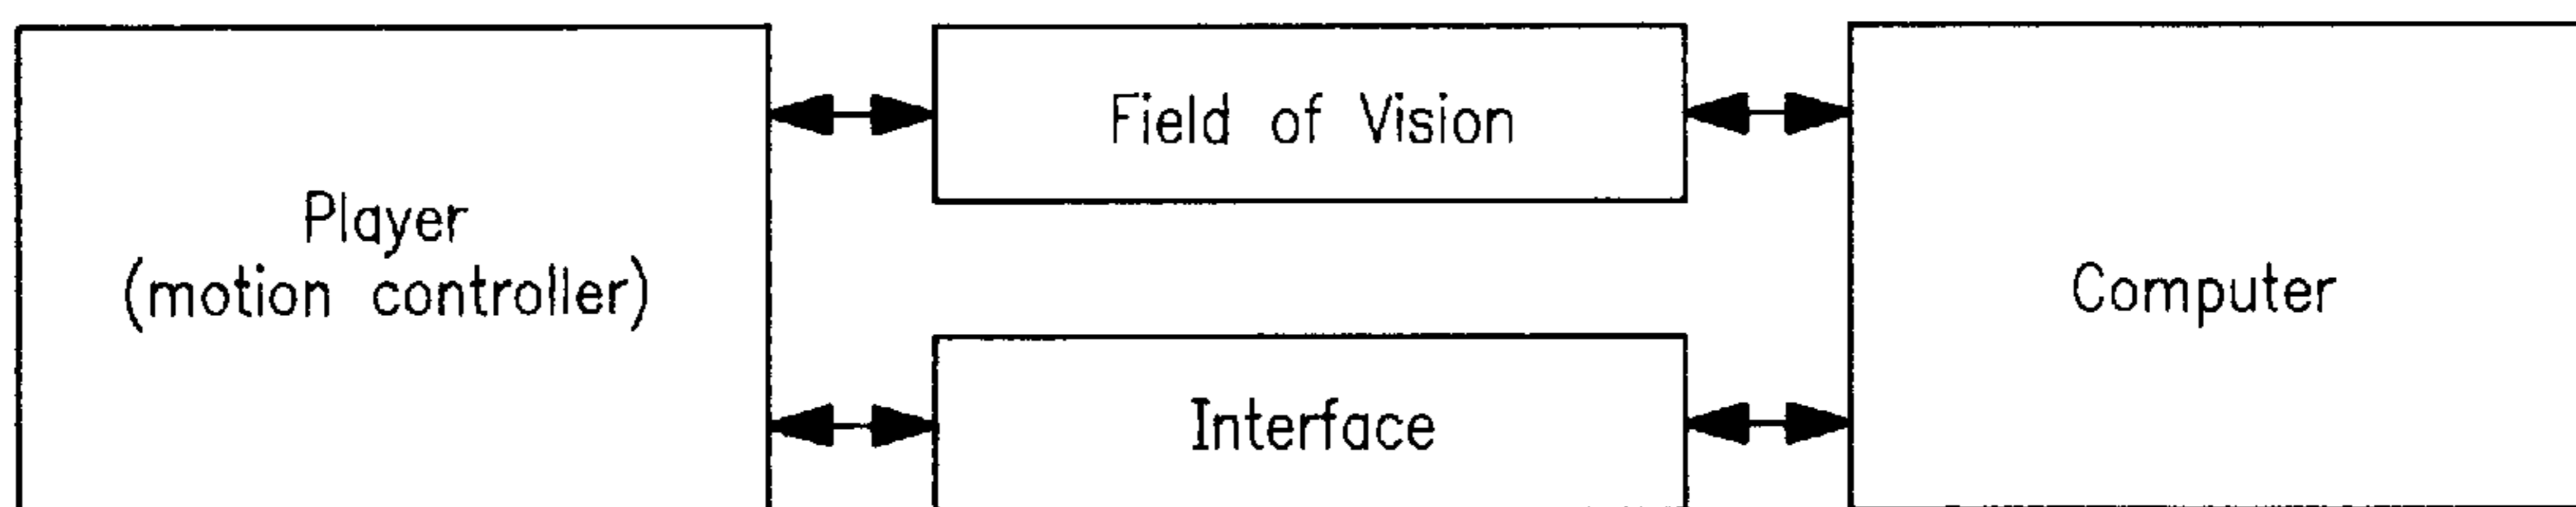 Player
(motion controller)
Field of Vision
Interface
Computer